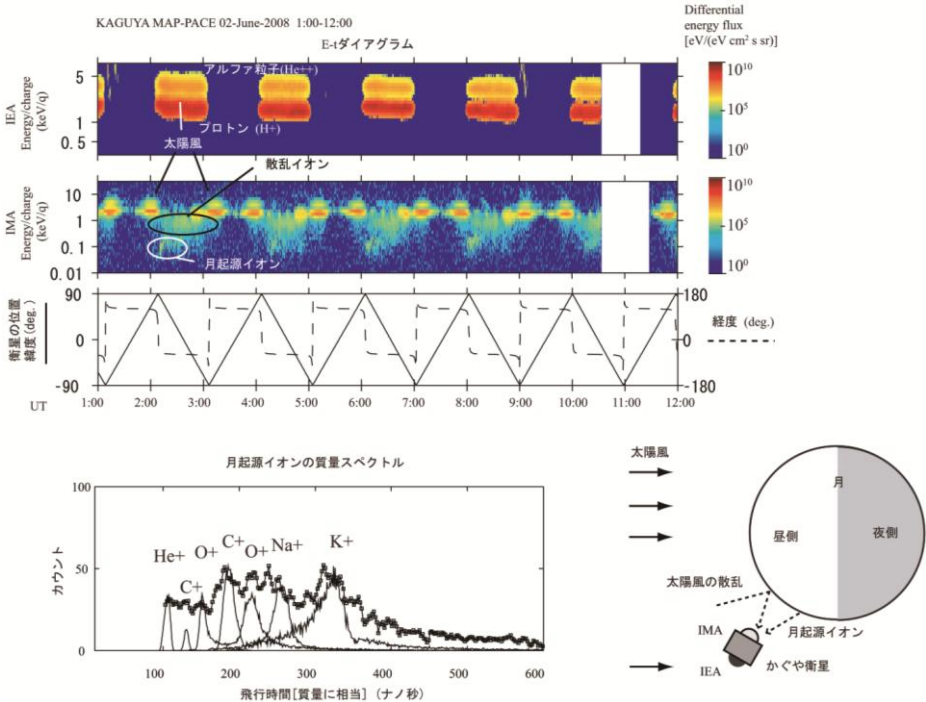 KAGUYA MAP-PACE 02-June-2008 1:00-12:00
E-tダイアグラム
Differential
energy flux
[eV/(eV cm² s sr)]
IEA
Energy/charge
(keV/q)
5
1
0.5
アルファ粒子(He++)
プロトン (H+)
太陽風
散乱イオン
10¹⁰
10⁵
10⁰
IMA
Energy/charge
(keV/q)
10
1
0.1
0.01
月起源イオン
10¹⁰
10⁵
10⁰
衛星の位置
緯度(deg.)
90
0
-90
180
0
-180
経度 (deg.)
UT
1:00 2:00 3:00 4:00 5:00 6:00 7:00 8:00 9:00 10:00 11:00 12:00
月起源イオンの質量スペクトル
カウント
100
50
0
He+
C+
O+
C+
O+
Na+
K+
100 200 300 400 500 600
飛行時間[質量に相当] (ナノ秒)
太陽風
月
昼側
夜側
太陽風の散乱
月起源イオン
IMA
IEA
かぐや衛星